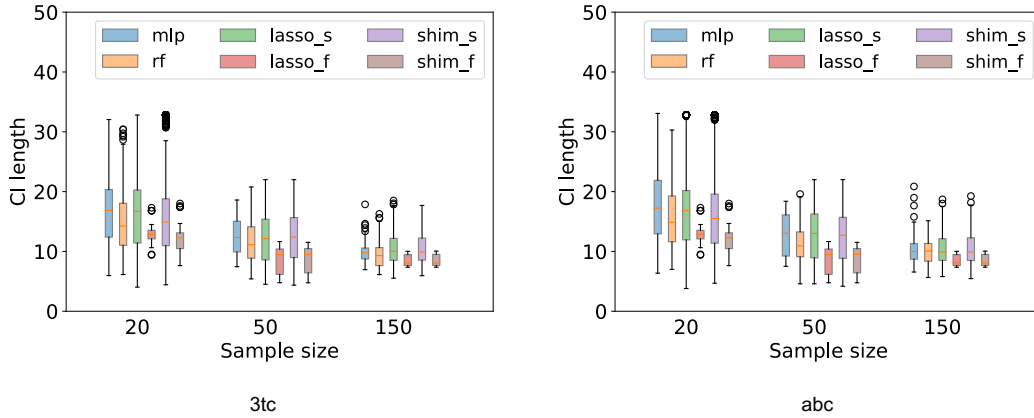 50
40
30
20
10
0
CI length
mlp
rf
lasso_s
lasso_f
shim_s
shim_f
20
50
150
Sample size
3tc
50
40
30
20
10
0
CI length
mlp
rf
lasso_s
lasso_f
shim_s
shim_f
20
50
150
Sample size
abc